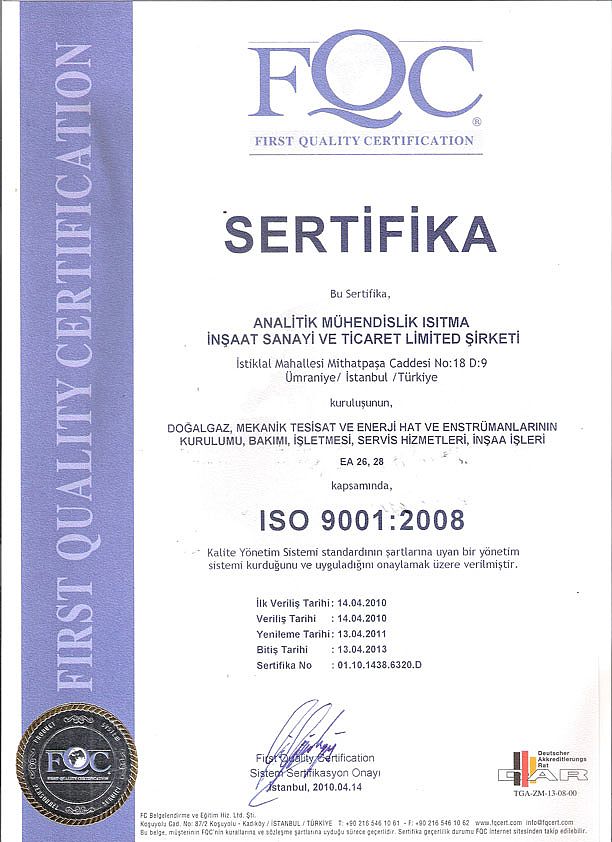 FIRST QUALITY CERTIFICATION
FQC®
FIRST QUALITY CERTIFICATION
SERTİFİKA
Bu Sertifika,
ANALİTİK MÜHENDİSLİK ISITMA
İNŞAAT SANAYİ VE TİCARET LİMİTED ŞİRKETİ
İstiklal Mahallesi Mithatpaşa Caddesi No:18 D:9
Ümraniye/ İstanbul /Türkiye
kuruluşunun,
DOĞALGAZ, MEKANİK TESİSAT VE ENERJİ HAT VE ENSTRÜMANLARININ
KURULUMU, BAKIMI, İŞLETMESİ, SERVİS HİZMETLERİ, İNŞAA İŞLERİ
EA 26, 28
kapsamında,
ISO 9001:2008
Kalite Yönetim Sistemi standardının şartlarına uyan bir yönetim
sistemi kurduğunu ve uyguladığını onaylamak üzere verilmiştir.
İlk Veriliş Tarihi: 14.04.2010
Veriliş Tarihi : 14.04.2010
Yenileme Tarihi: 13.04.2011
Bitiş Tarihi : 13.04.2013
Sertifika No : 01.10.1438.6320.D
First Quality Certification
Sistem Sertifikasyon Onayı
İstanbul, 2010.04.14
FQC
FIRST QUALITY CERTIFICATION
Deutscher
Akkreditierungs
Rat
DAR
TGA-ZM-13-08-00
FC Belgelendirme ve Eğitim Hiz. Ltd. Şti.
Koşuyolu Cad. No: 87/2 Koşuyolu - Kadıköy / İSTANBUL / TÜRKİYE T: +90 216 546 10 61 - F: +90 216 546 10 62 www.fqcert.com info@fqcert.com
Bu belge, müşterinin FQC'nin kurallarına ve sözleşme şartlarına uyduğu sürece geçerlidir. Sertifika geçerlilik durumu FQC internet sitesinden takip edilebilir.